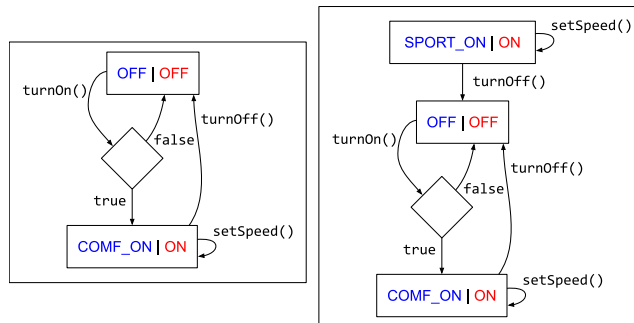 OFF | OFF
turnOn()
turnOff()
false
true
COMF_ON | ON
setSpeed()
SPORT_ON | ON
setSpeed()
turnOff()
OFF | OFF
turnOn()
turnOff()
false
true
COMF_ON | ON
setSpeed()